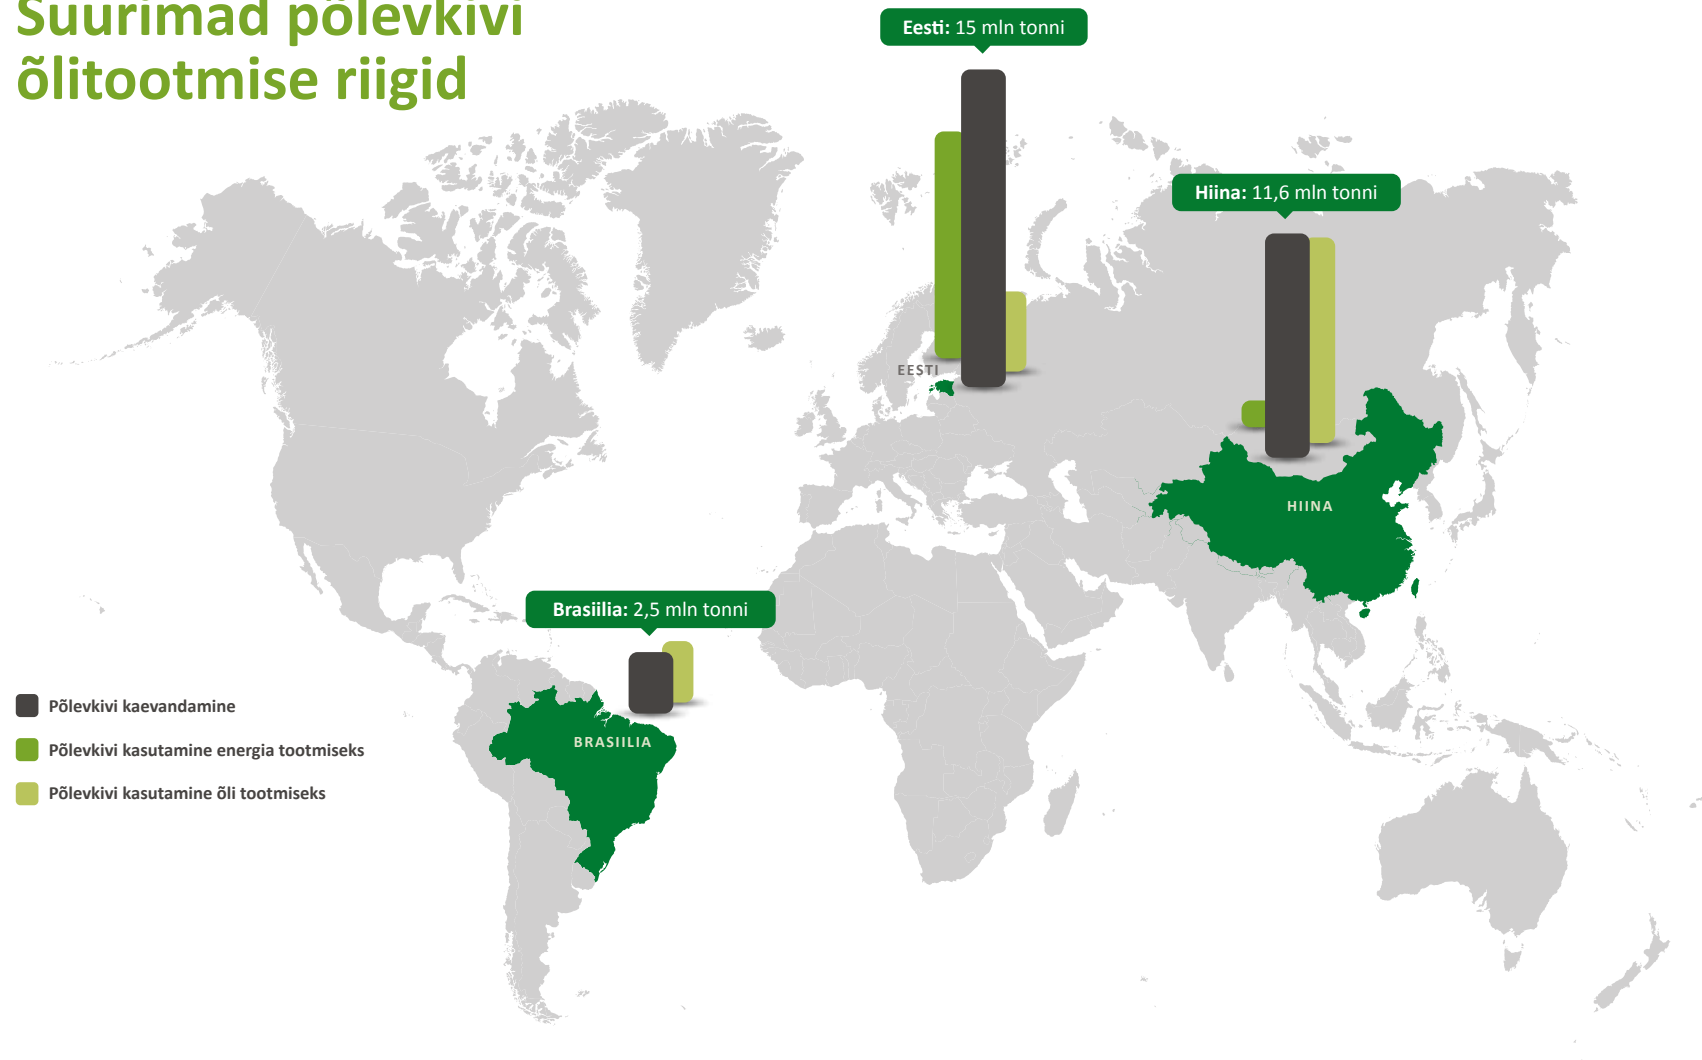 Suurimad põlevkivi
õlitootmise riigid
Eesti: 15 mln tonni
Hiina: 11,6 mln tonni
EESTI
HIINA
Brasiilia: 2,5 mln tonni
BRASIILIA
Põlevkivi kaevandamine
Põlevkivi kasutamine energia tootmiseks
Põlevkivi kasutamine õli tootmiseks